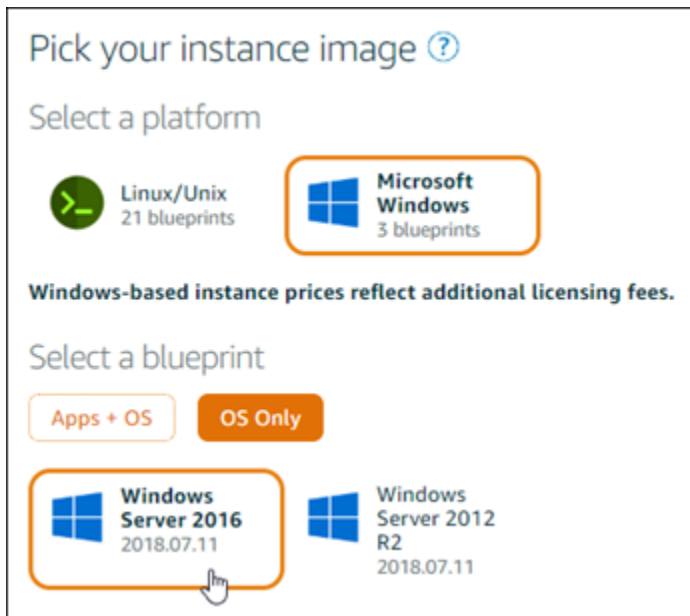 Pick your instance image ?
Select a platform
Linux/Unix
21 blueprints
Microsoft
Windows
3 blueprints
Windows-based instance prices reflect additional licensing fees.
Select a blueprint
Apps + OS
OS Only
Windows
Server 2016
2018.07.11
Windows
Server 2012
R2
2018.07.11